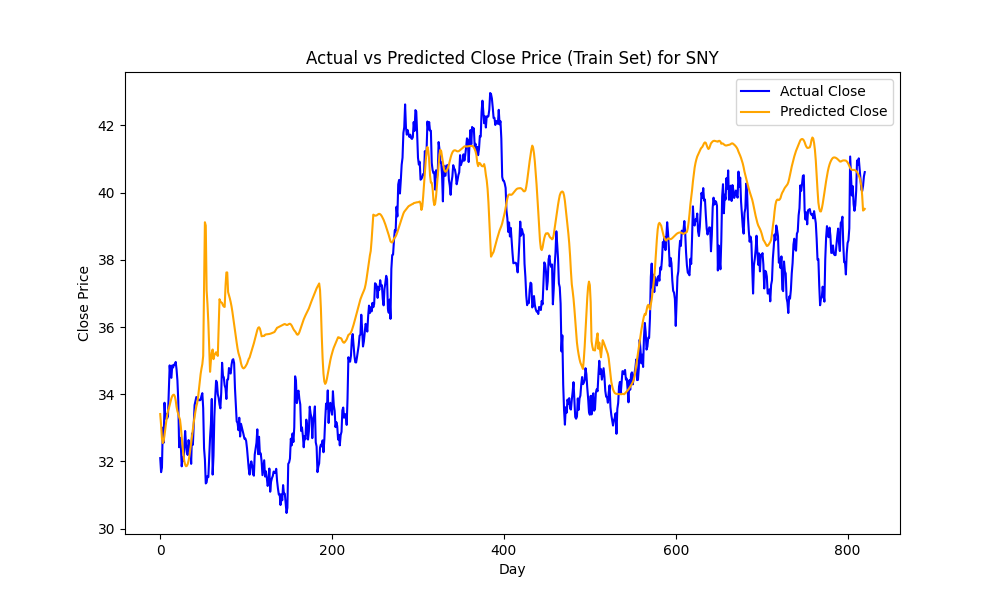 Actual vs Predicted Close Price (Train Set) for SNY
Actual Close
Predicted Close
Close Price
42
40
38
36
34
32
30
0
200
400
600
800
Day